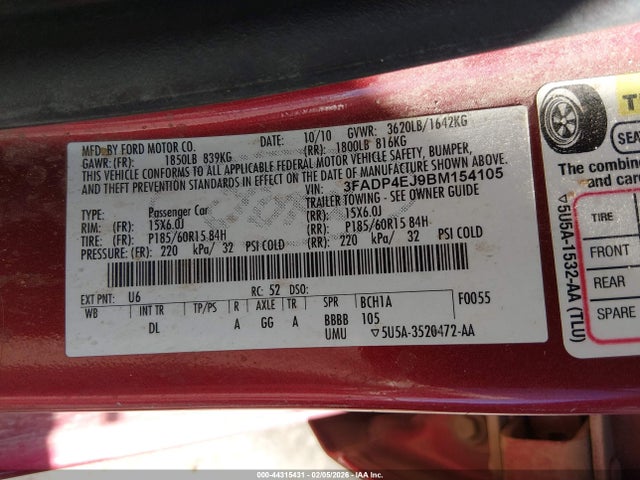 MFD. BY FORD MOTOR CO.
DATE: 10/10 GVWR: 3620LB/1642KG
GAWR: (FR): 1850LB 839KG (RR): 1800LB 816KG
THIS VEHICLE CONFORMS TO ALL APPLICABLE FEDERAL MOTOR VEHICLE SAFETY, BUMPER,
AND THEFT PREVENTION STANDARDS IN EFFECT ON THE DATE OF MANUFACTURE SHOWN ABOVE.
VIN: 3FADP4EJ9BM154105
TYPE: Passenger Car TRAILER TOWING - SEE OWNER GUIDE
RIM: (FR): 15X6.0J (RR): 15X6.0J
TIRE: (FR): P185/60R15 84H (RR): P185/60R15 84H
PRESSURE: (FR): 220 kPa/ 32 PSI COLD (RR): 220 kPa/ 32 PSI COLD
EXT PNT: U6 RC: 52 DSO:
WB INT TR TP/PS R AXLE TR SPR BCH1A F0055
DL A GG A BBBB 105
UMU ▽5U5A-3520472-AA
SEA
The combine
and carg
TIRE
FRONT
REAR
SPARE
▽5U5A-1532-AA (TLU)
000-44315431 - 02/05/2026 - IAA Inc.